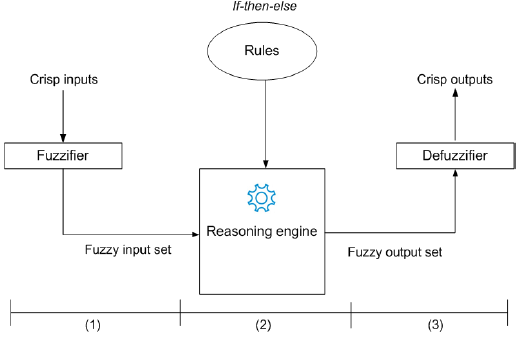 If-then-else
Rules
Crisp inputs
Crisp outputs
Fuzzifier
Defuzzifier
Reasoning engine
Fuzzy input set
Fuzzy output set
(1)
(2)
(3)